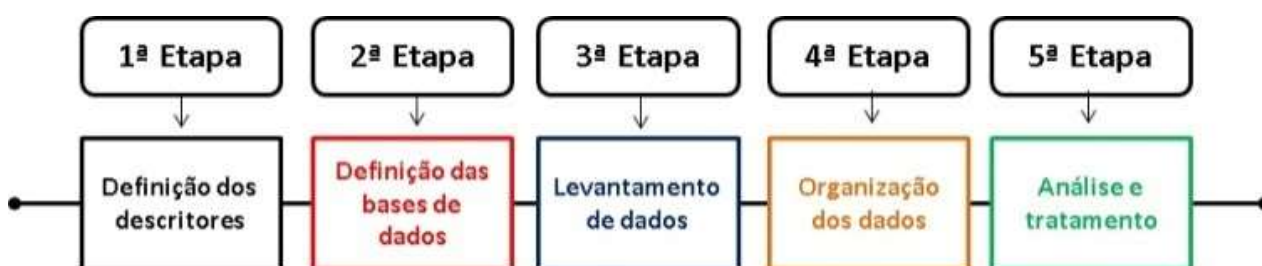 1ª Etapa
2ª Etapa
3ª Etapa
4ª Etapa
5ª Etapa
Definição dos
descritores
Definição das
bases de
dados
Levantamento
de dados
Organização
dos dados
Análise e
tratamento